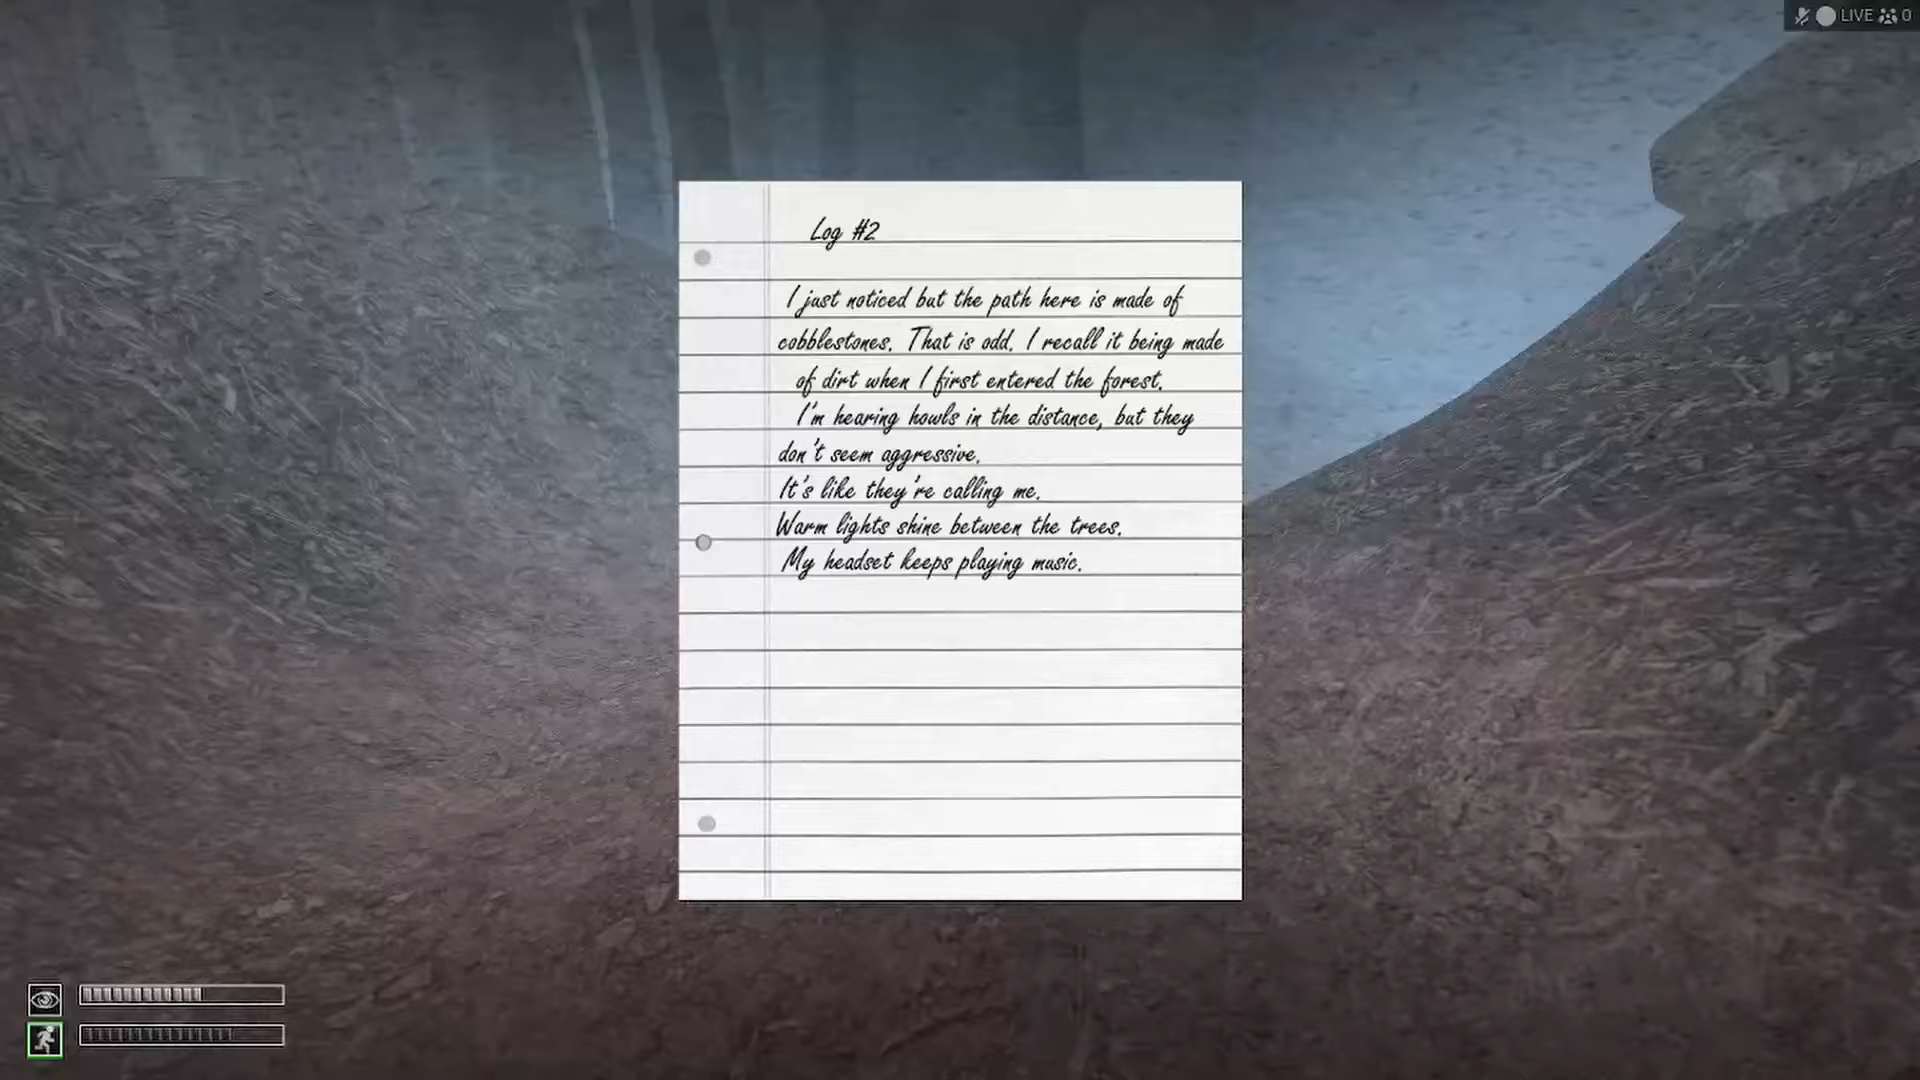 LIVE 0
Log #2
I just noticed but the path here is made of
cobblestones. That is odd. I recall it being made
of dirt when I first entered the forest.
I'm hearing howls in the distance, but they
don't seem aggressive.
It's like they're calling me.
Warm lights shine between the trees.
My headset keeps playing music.